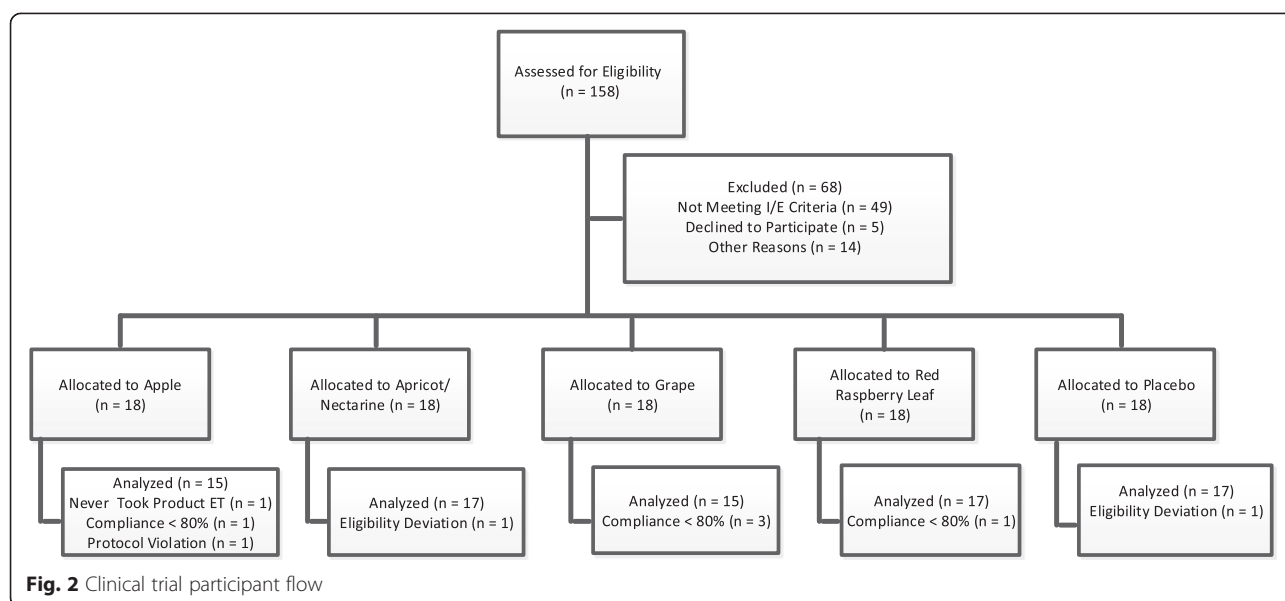 Assessed for Eligibility
(n = 158)
Excluded (n = 68)
Not Meeting I/E Criteria (n = 49)
Declined to Participate (n = 5)
Other Reasons (n = 14)
Allocated to Apple
(n = 18)
Allocated to Apricot/
Nectarine (n = 18)
Allocated to Grape
(n = 18)
Allocated to Red
Raspberry Leaf
(n = 18)
Allocated to Placebo
(n = 18)
Analyzed (n = 15)
Never Took Product ET (n = 1)
Compliance < 80% (n = 1)
Protocol Violation (n = 1)
Analyzed (n = 17)
Eligibility Deviation (n = 1)
Analyzed (n = 15)
Compliance < 80% (n = 3)
Analyzed (n = 17)
Compliance < 80% (n = 1)
Analyzed (n = 17)
Eligibility Deviation (n = 1)
Fig. 2 Clinical trial participant flow